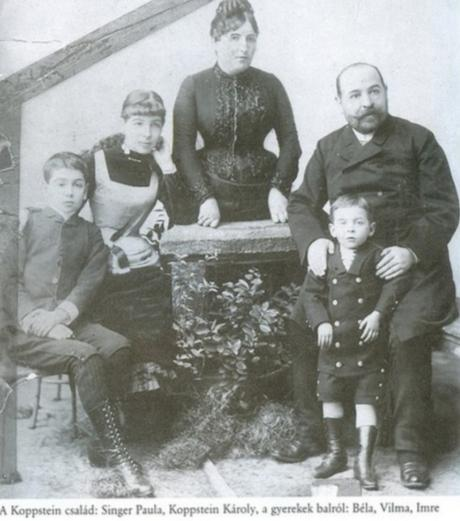 A Koppstein család: Singer Paula, Koppstein Károly, a gyerekek balról: Béla, Vilma, Imre